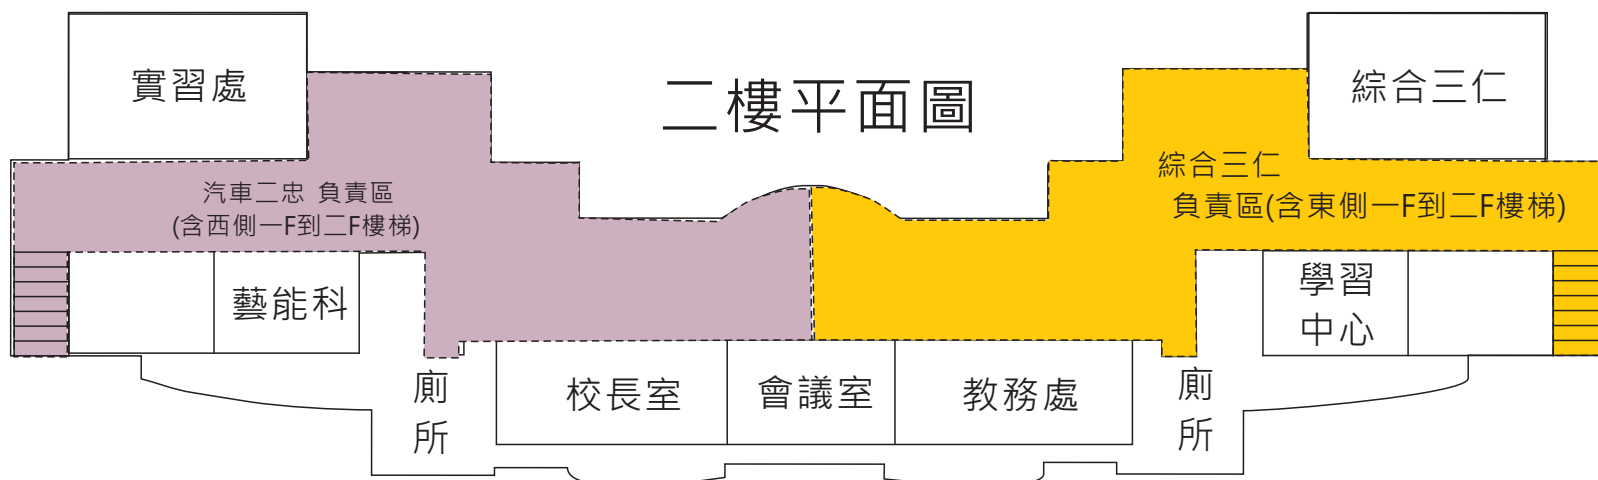 二樓平面圖
實習處
綜合三仁
汽車二忠 負責區
(含西側一F到二F樓梯)
綜合三仁
負責區(含東側一F到二F樓梯)
藝能科
學習
中心
廁
所
校長室
會議室
教務處
廁
所